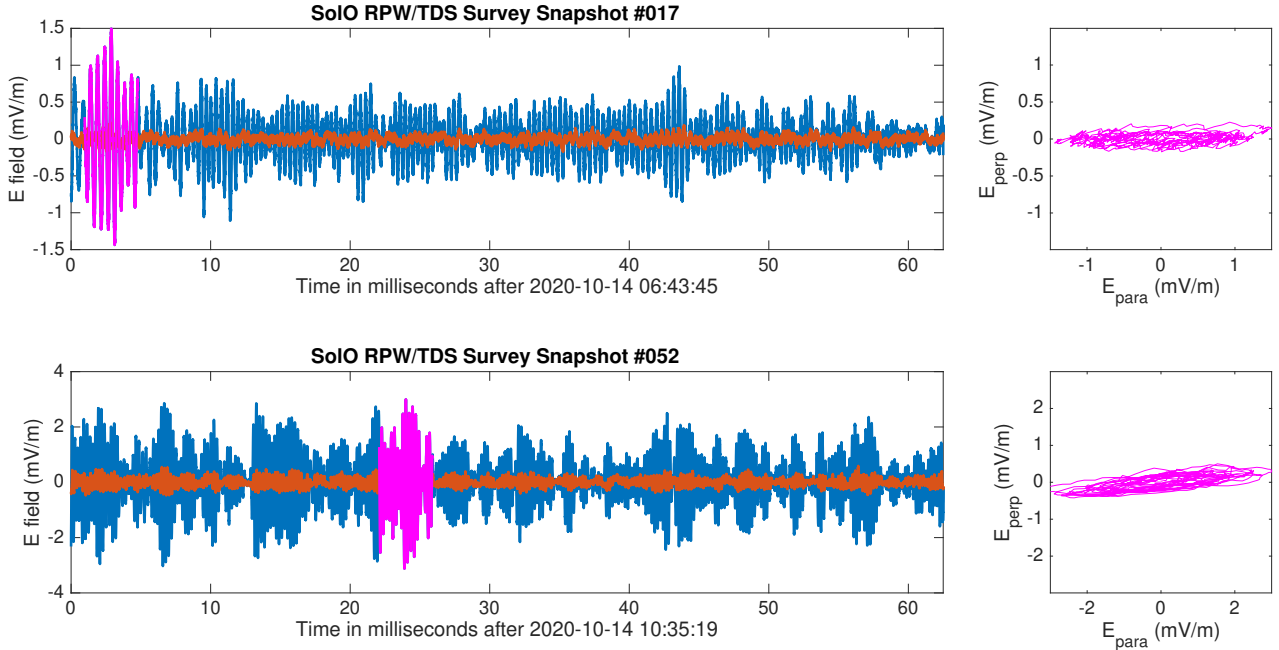 SolO RPW/TDS Survey Snapshot #017
E field (mV/m)
1.5
1
0.5
0
-0.5
-1
-1.5
0 10 20 30 40 50 60
Time in milliseconds after 2020-10-14 06:43:45
E_perp (mV/m)
1
0.5
0
-0.5
-1
-1 0 1
E_para (mV/m)
SolO RPW/TDS Survey Snapshot #052
E field (mV/m)
4
2
0
-2
-4
0 10 20 30 40 50 60
Time in milliseconds after 2020-10-14 10:35:19
E_perp (mV/m)
2
1
0
-1
-2
-2 0 2
E_para (mV/m)